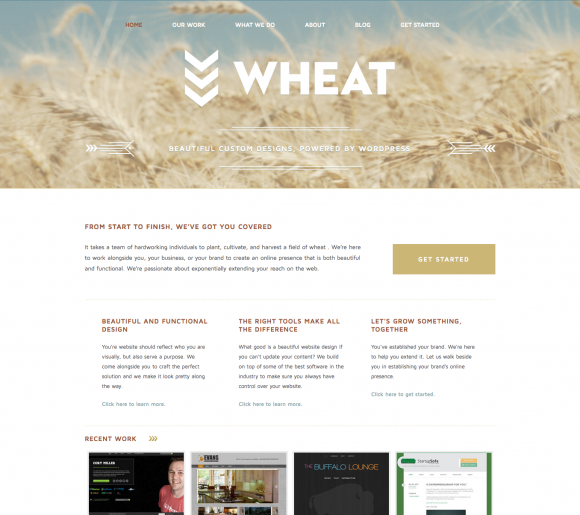 HOME OUR WORK WHAT WE DO ABOUT BLOG GET STARTED
WHEAT
BEAUTIFUL CUSTOM DESIGNS, POWERED BY WORDPRESS
FROM START TO FINISH, WE'VE GOT YOU COVERED
It takes a team of hardworking individuals to plant, cultivate, and harvest a field of wheat . We're here
to work alongside you, your business, or your brand to create an online presence that is both beautiful
and functional. We're passionate about exponentially extending your reach on the web.
GET STARTED
BEAUTIFUL AND FUNCTIONAL
DESIGN
You're website should reflect who you are
visually, but also serve a purpose. We
come alongside you to craft the perfect
solution and we make it look pretty along
the way.
Click here to learn more.
THE RIGHT TOOLS MAKE ALL
THE DIFFERENCE
What good is a beautiful website design if
you can't update your content? We build
on top of some of the best software in the
industry to make sure you always have
control over your website.
Click here to learn more.
LET'S GROW SOMETHING,
TOGETHER
You've established your brand. We're here
to help you extend it. Let us walk beside
you in establishing your brand's online
presence.
Click here to get started.
RECENT WORK
EVANS
THE BUFFALO LOUNGE